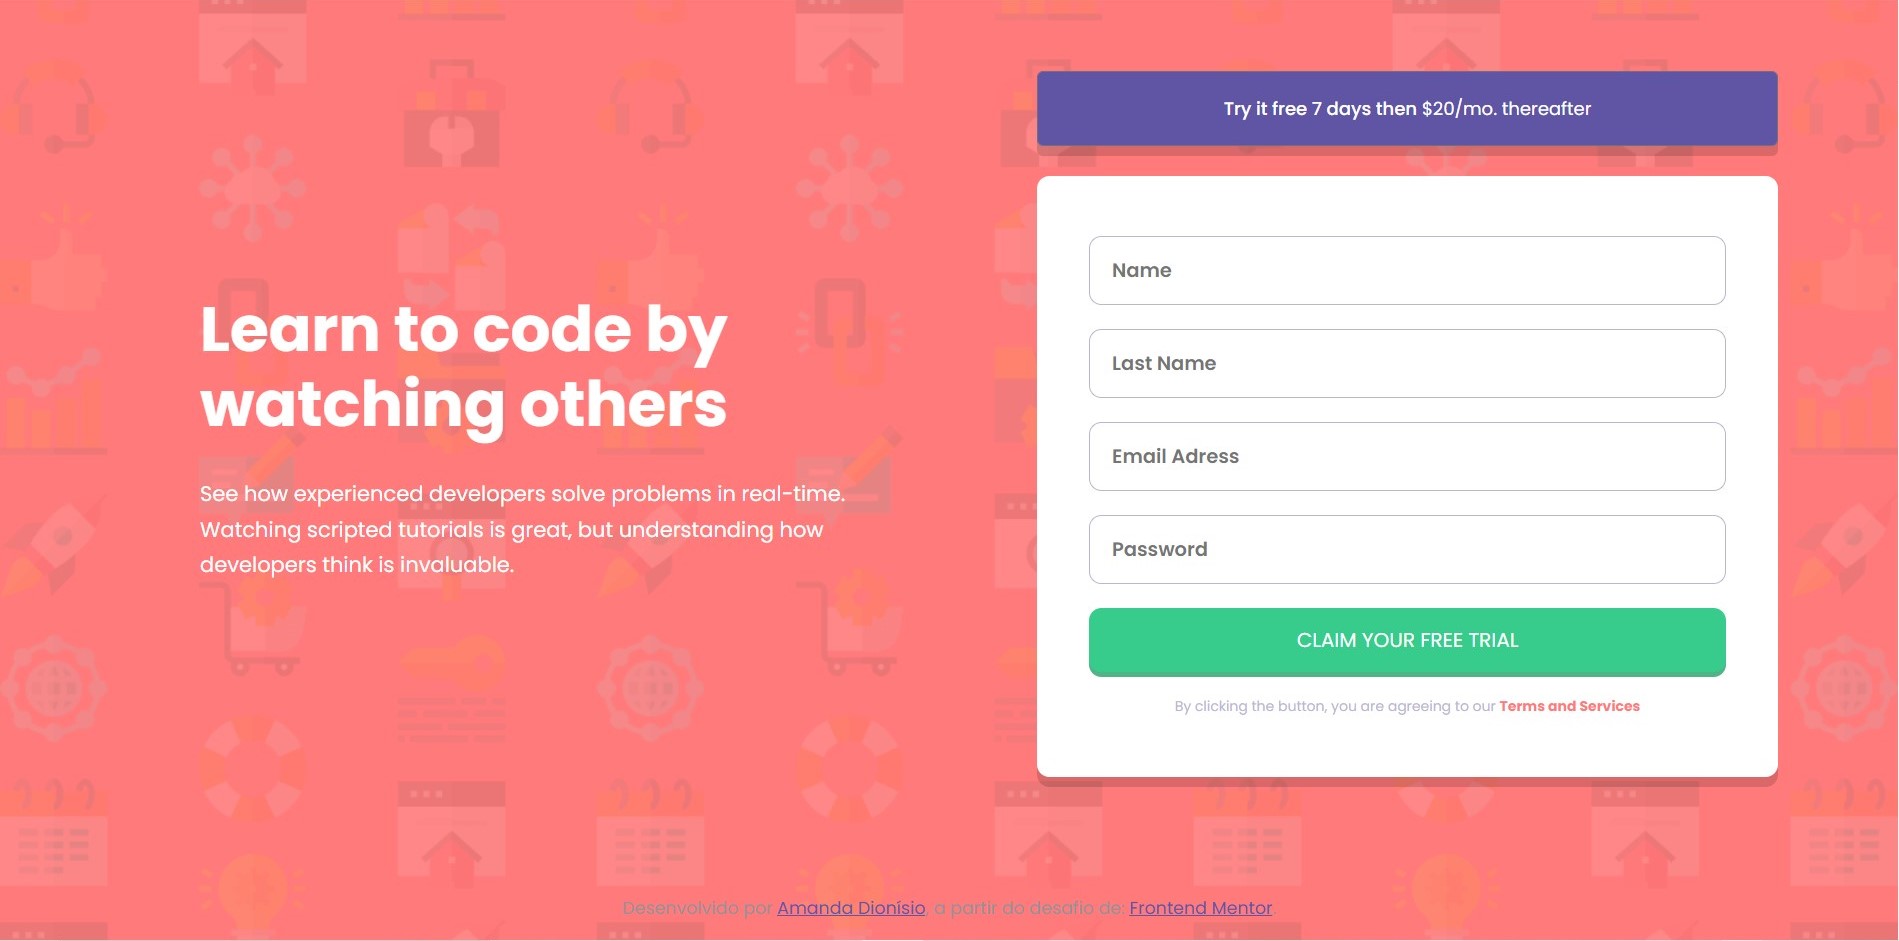 Try it free 7 days then $20/mo. thereafter
Learn to code by
watching others
See how experienced developers solve problems in real-time.
Watching scripted tutorials is great, but understanding how
developers think is invaluable.
Name
Last Name
Email Adress
Password
CLAIM YOUR FREE TRIAL
By clicking the button, you are agreeing to our Terms and Services
Desenvolvido por Amanda Dionísio, a partir do desafio de: Frontend Mentor.